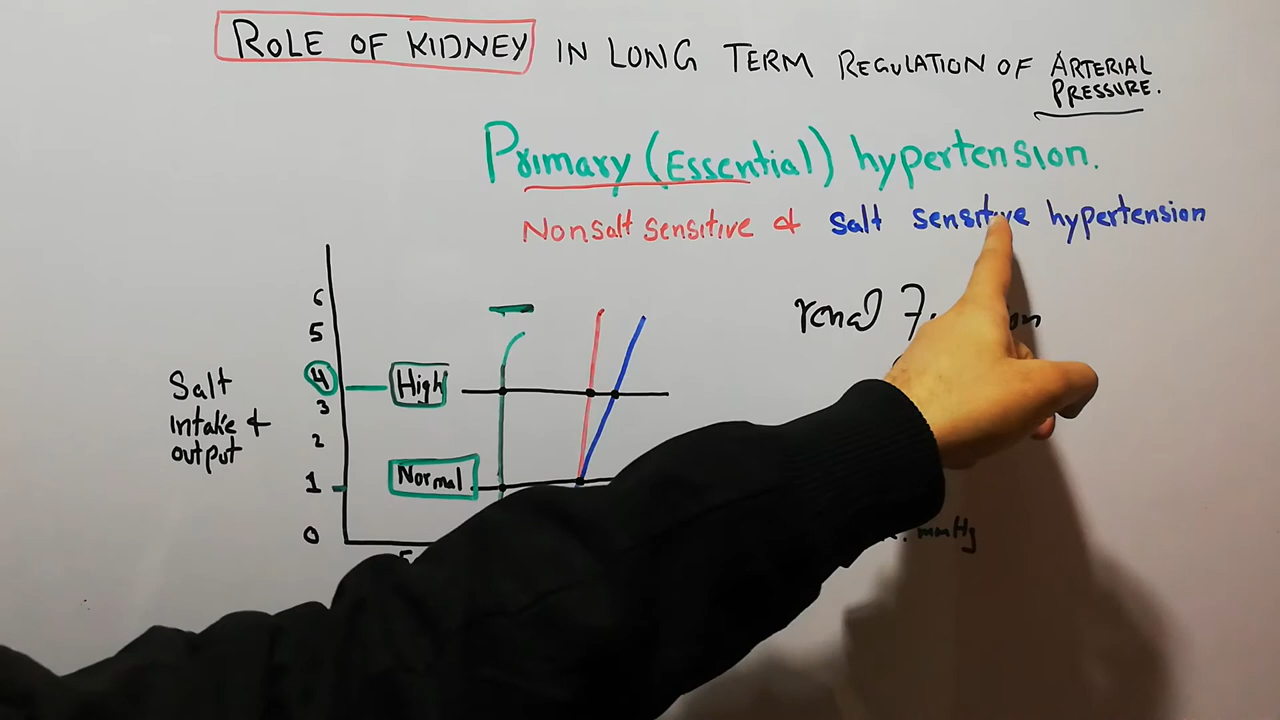 ROLE OF KIDNEY IN LONG TERM REGULATION OF ARTERIAL PRESSURE.
Primary (Essential) hypertension.
Nonsalt sensitive & salt sensitive hypertension
renal
6
5
4
3
2
1
0
High
Normal
Salt
intake &
output
mmHg